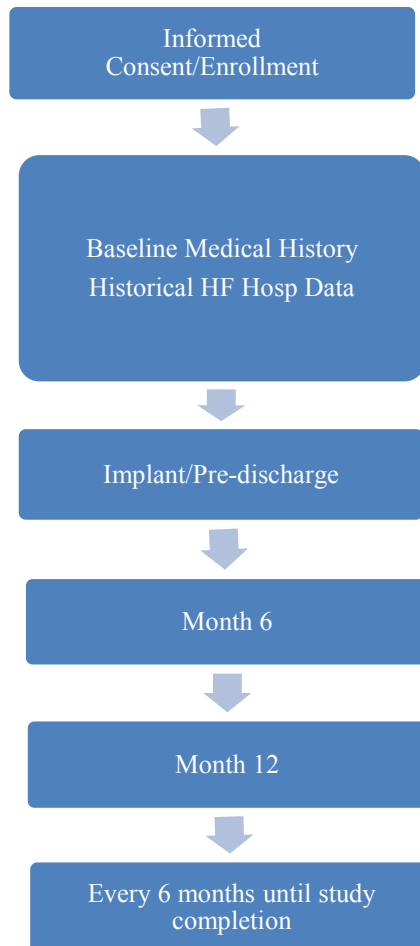 Informed
Consent/Enrollment
Baseline Medical History
Historical HF Hosp Data
Implant/Pre-discharge
Month 6
Month 12
Every 6 months until study
completion